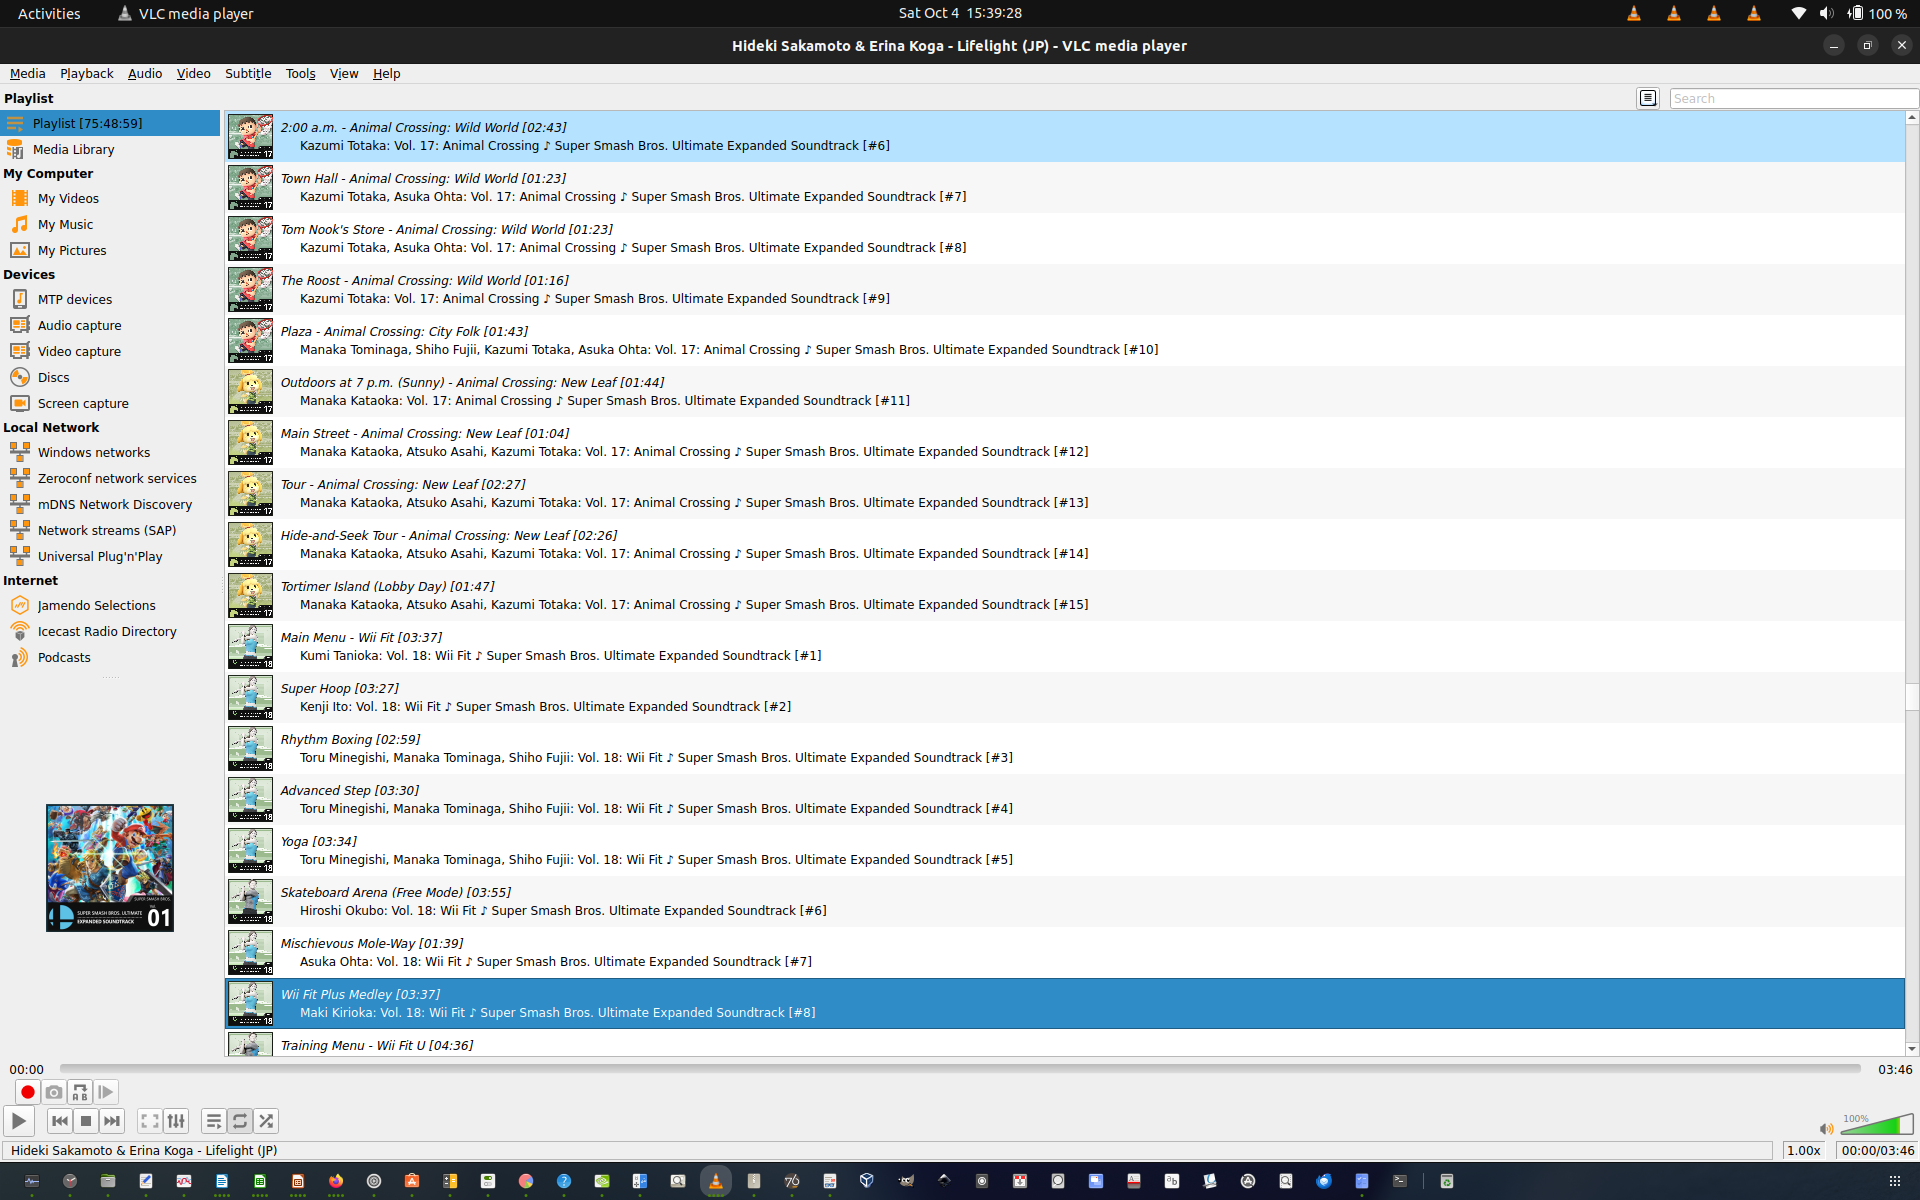 Activities
VLC media player
Sat Oct 4 15:39:28
100 %
Hideki Sakamoto & Erina Koga - Lifelight (JP) - VLC media player
Media Playback Audio Video Subtitle Tools View Help
Playlist
Search
Playlist [75:48:59]
Media Library
My Computer
My Videos
My Music
My Pictures
Devices
MTP devices
Audio capture
Video capture
Discs
Screen capture
Local Network
Windows networks
Zeroconf network services
mDNS Network Discovery
Network streams (SAP)
Universal Plug'n'Play
Internet
Jamendo Selections
Icecast Radio Directory
Podcasts
SUPER SMASH BROS. ULTIMATE
EXPANDED SOUNDTRACK
01
2:00 a.m. - Animal Crossing: Wild World [02:43]
Kazumi Totaka: Vol. 17: Animal Crossing ♪ Super Smash Bros. Ultimate Expanded Soundtrack [#6]
Town Hall - Animal Crossing: Wild World [01:23]
Kazumi Totaka, Asuka Ohta: Vol. 17: Animal Crossing ♪ Super Smash Bros. Ultimate Expanded Soundtrack [#7]
Tom Nook's Store - Animal Crossing: Wild World [01:23]
Kazumi Totaka, Asuka Ohta: Vol. 17: Animal Crossing ♪ Super Smash Bros. Ultimate Expanded Soundtrack [#8]
The Roost - Animal Crossing: Wild World [01:16]
Kazumi Totaka: Vol. 17: Animal Crossing ♪ Super Smash Bros. Ultimate Expanded Soundtrack [#9]
Plaza - Animal Crossing: City Folk [01:43]
Manaka Tominaga, Shiho Fujii, Kazumi Totaka, Asuka Ohta: Vol. 17: Animal Crossing ♪ Super Smash Bros. Ultimate Expanded Soundtrack [#10]
Outdoors at 7 p.m. (Sunny) - Animal Crossing: New Leaf [01:44]
Manaka Kataoka: Vol. 17: Animal Crossing ♪ Super Smash Bros. Ultimate Expanded Soundtrack [#11]
Main Street - Animal Crossing: New Leaf [01:04]
Manaka Kataoka, Atsuko Asahi, Kazumi Totaka: Vol. 17: Animal Crossing ♪ Super Smash Bros. Ultimate Expanded Soundtrack [#12]
Tour - Animal Crossing: New Leaf [02:27]
Manaka Kataoka, Atsuko Asahi, Kazumi Totaka: Vol. 17: Animal Crossing ♪ Super Smash Bros. Ultimate Expanded Soundtrack [#13]
Hide-and-Seek Tour - Animal Crossing: New Leaf [02:26]
Manaka Kataoka, Atsuko Asahi, Kazumi Totaka: Vol. 17: Animal Crossing ♪ Super Smash Bros. Ultimate Expanded Soundtrack [#14]
Tortimer Island (Lobby Day) [01:47]
Manaka Kataoka, Atsuko Asahi, Kazumi Totaka: Vol. 17: Animal Crossing ♪ Super Smash Bros. Ultimate Expanded Soundtrack [#15]
Main Menu - Wii Fit [03:37]
Kumi Tanioka: Vol. 18: Wii Fit ♪ Super Smash Bros. Ultimate Expanded Soundtrack [#1]
Super Hoop [03:27]
Kenji Ito: Vol. 18: Wii Fit ♪ Super Smash Bros. Ultimate Expanded Soundtrack [#2]
Rhythm Boxing [02:59]
Toru Minegishi, Manaka Tominaga, Shiho Fujii: Vol. 18: Wii Fit ♪ Super Smash Bros. Ultimate Expanded Soundtrack [#3]
Advanced Step [03:30]
Toru Minegishi, Manaka Tominaga, Shiho Fujii: Vol. 18: Wii Fit ♪ Super Smash Bros. Ultimate Expanded Soundtrack [#4]
Yoga [03:34]
Toru Minegishi, Manaka Tominaga, Shiho Fujii: Vol. 18: Wii Fit ♪ Super Smash Bros. Ultimate Expanded Soundtrack [#5]
Skateboard Arena (Free Mode) [03:55]
Hiroshi Okubo: Vol. 18: Wii Fit ♪ Super Smash Bros. Ultimate Expanded Soundtrack [#6]
Mischievous Mole-Way [01:39]
Asuka Ohta: Vol. 18: Wii Fit ♪ Super Smash Bros. Ultimate Expanded Soundtrack [#7]
Wii Fit Plus Medley [03:37]
Maki Kirioka: Vol. 18: Wii Fit ♪ Super Smash Bros. Ultimate Expanded Soundtrack [#8]
Training Menu - Wii Fit U [04:36]
00:00
03:46
100%
Hideki Sakamoto & Erina Koga - Lifelight (JP)
1.00x
00:00/03:46